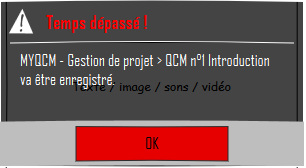 Temps dépassé !
MYQCM - Gestion de projet > QCM n°1 Introduction
va être enregistré.
Texte / image / sons / vidéo
OK